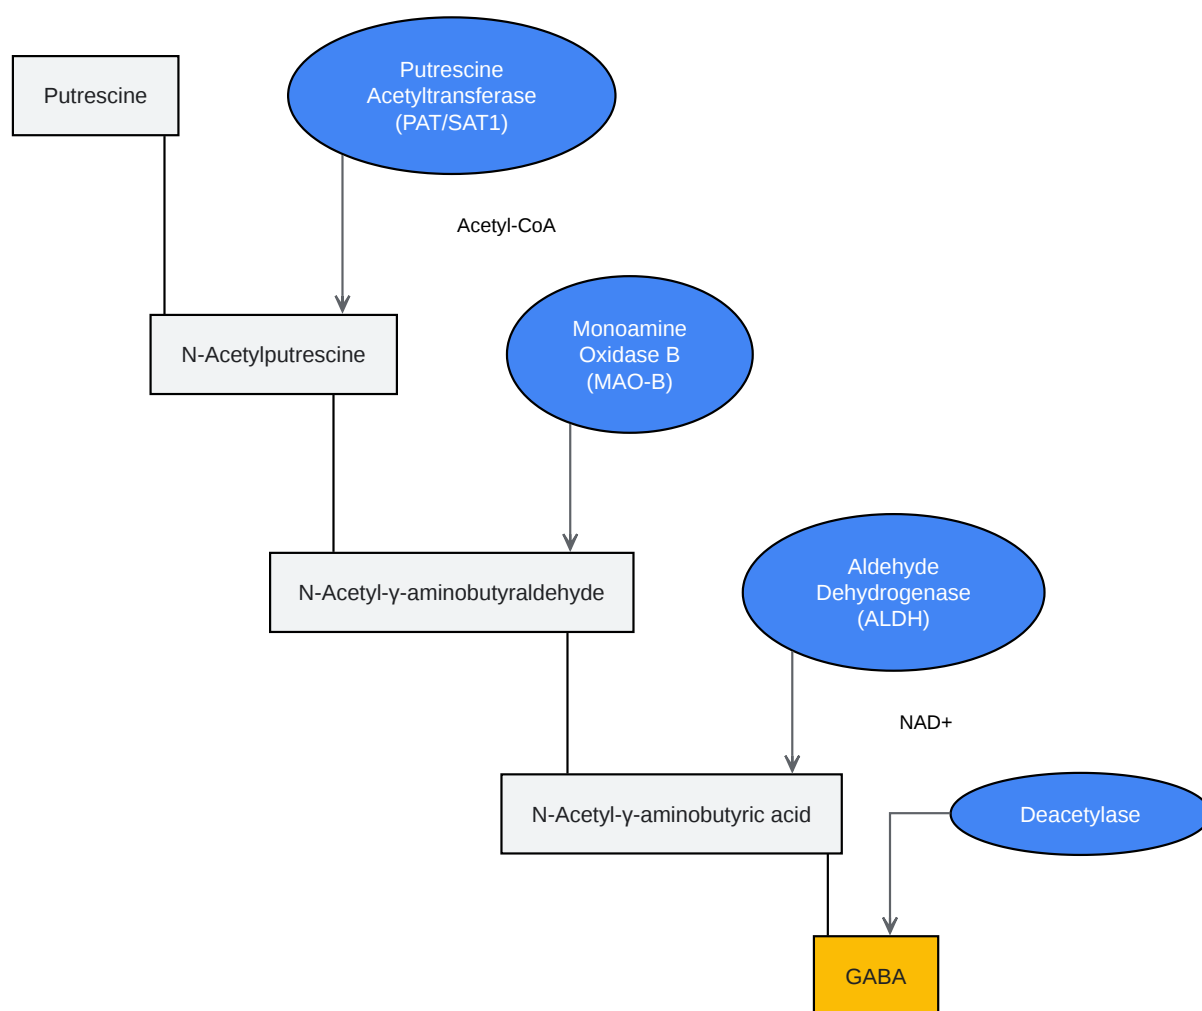 Putrescine
Putrescine
Acetyltransferase
(PAT/SAT1)
Acetyl-CoA
N-Acetylputrescine
Monoamine
Oxidase B
(MAO-B)
N-Acetyl-γ-aminobutyraldehyde
Aldehyde
Dehydrogenase
(ALDH)
NAD+
N-Acetyl-γ-aminobutyric acid
Deacetylase
GABA